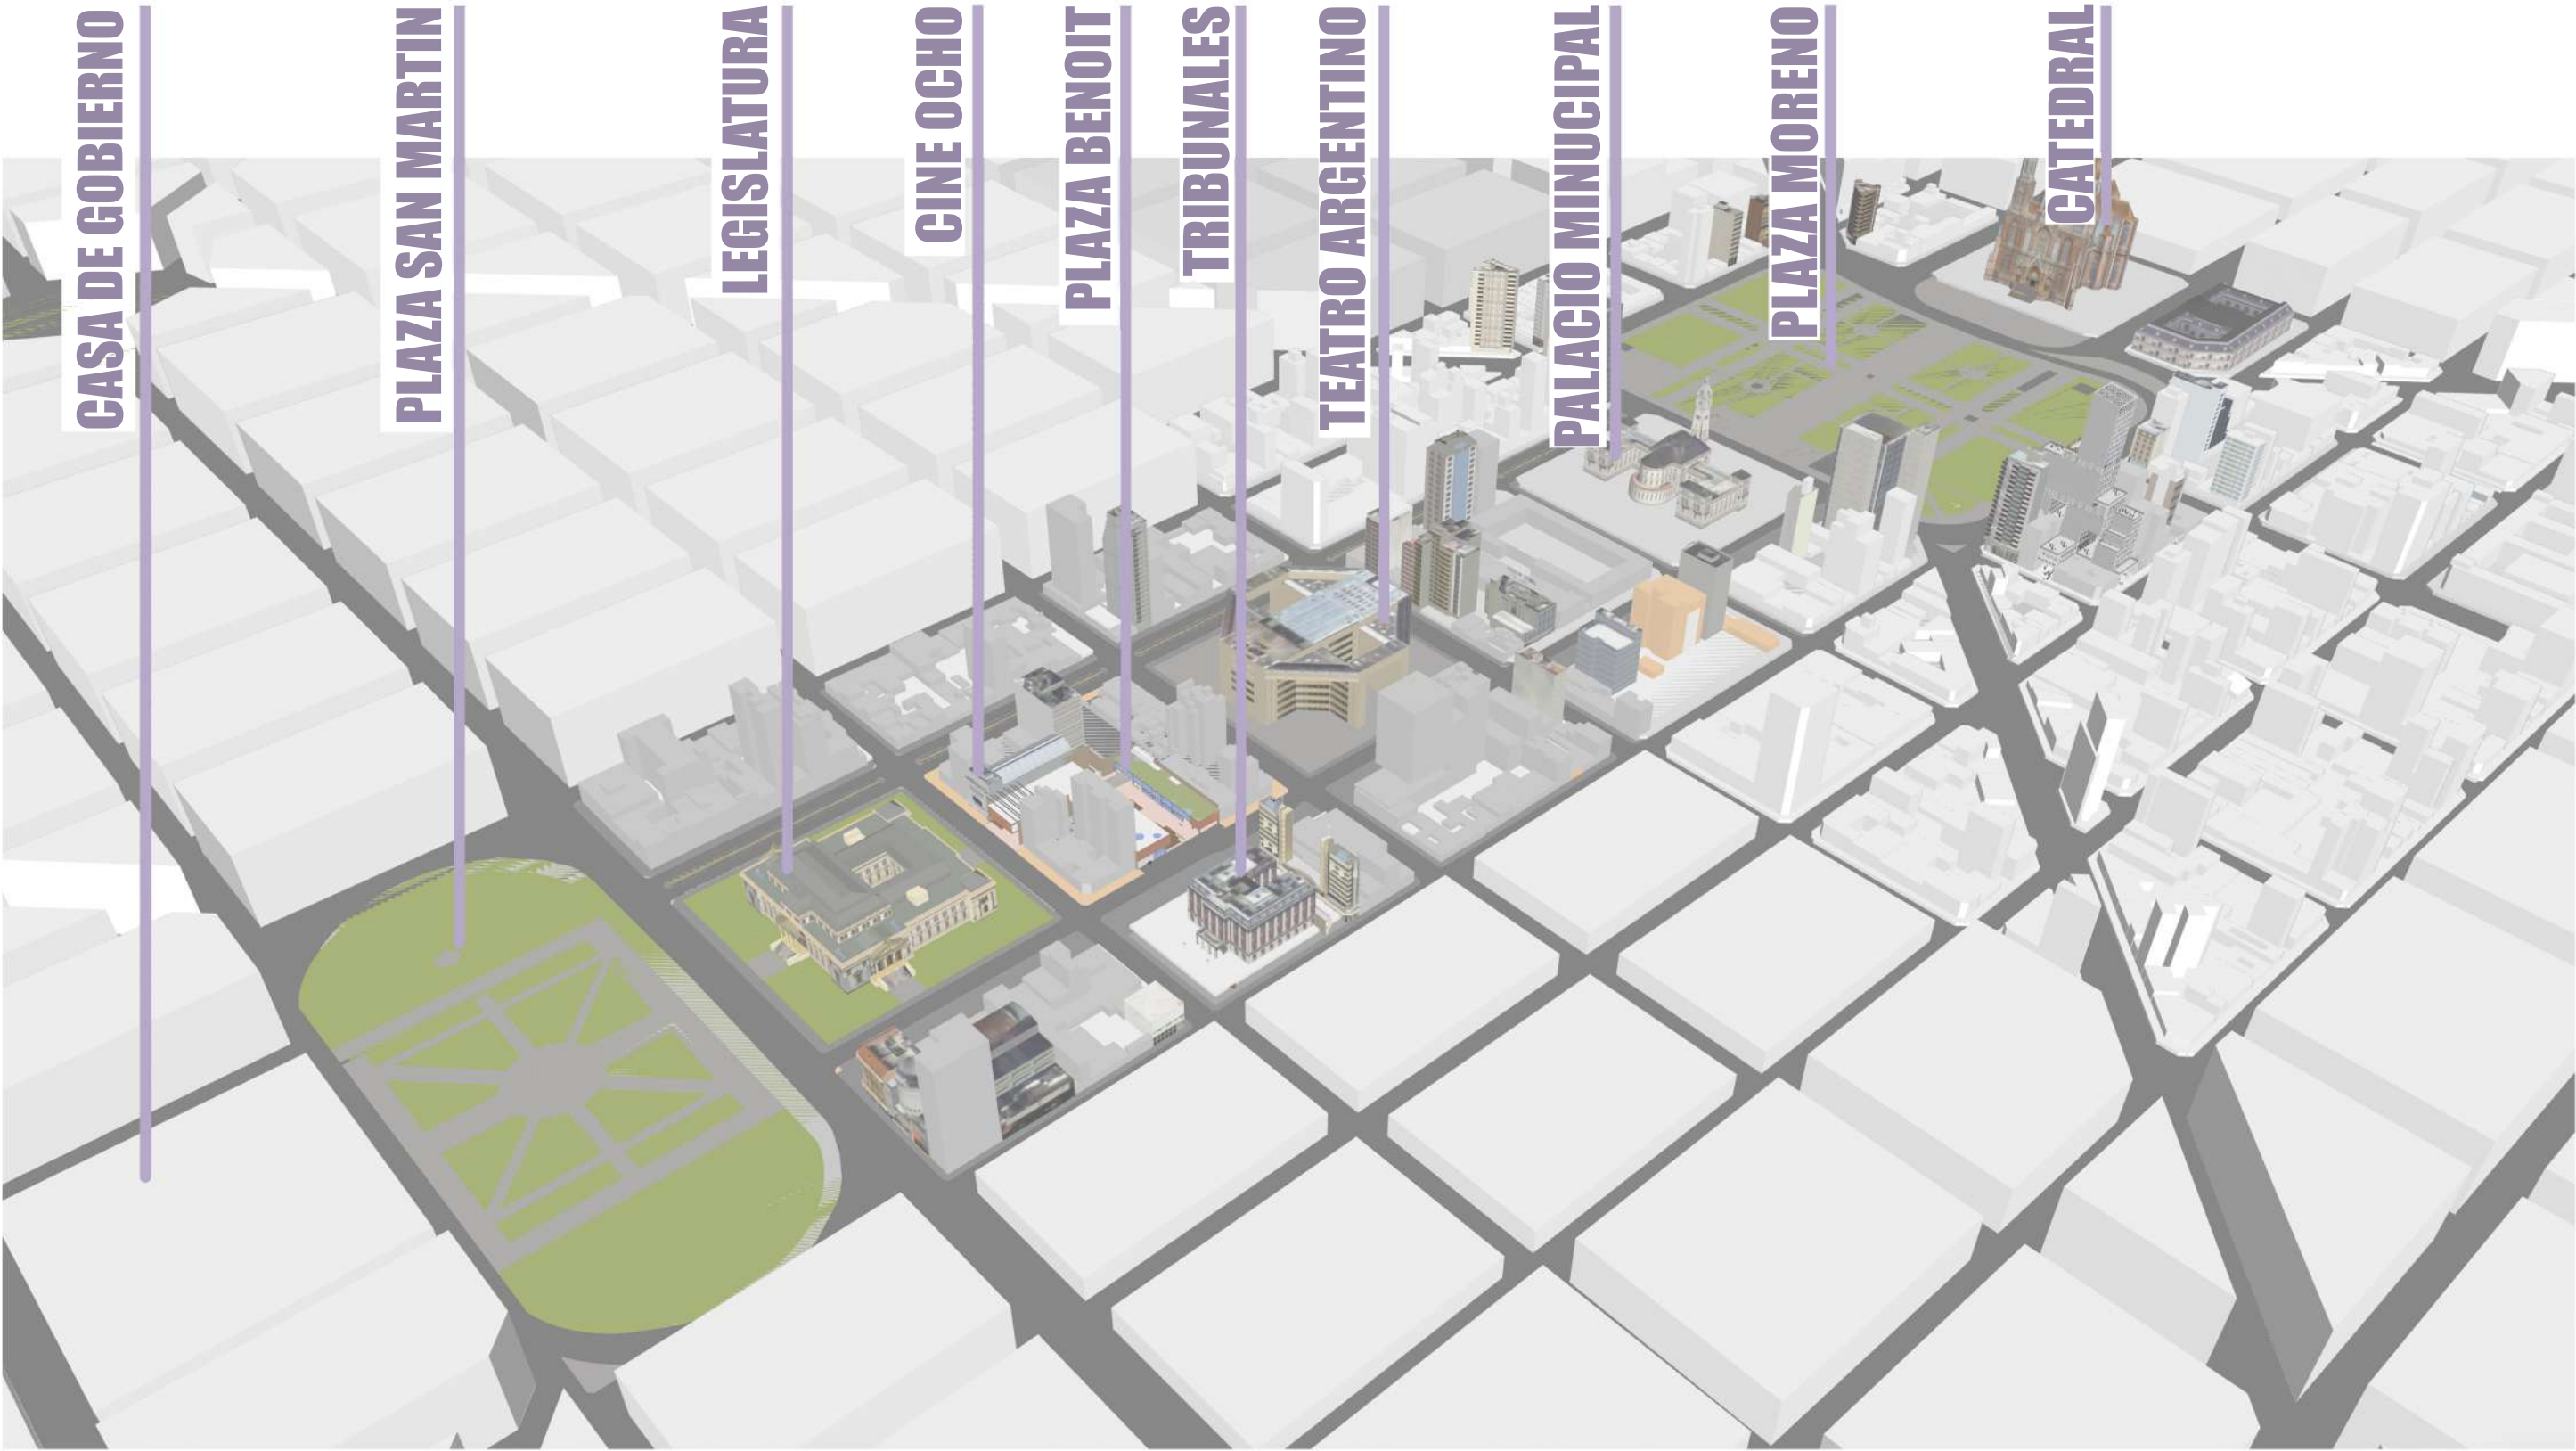 CASA DE GOBIERNO
PLAZA SAN MARTIN
LEGISLATURA
CINE OCHO
PLAZA BENOIT
TRIBUNALES
TEATRO ARGENTINO
PALACIO MINUCIPAL
PLAZA MORENO
CATEDRAL